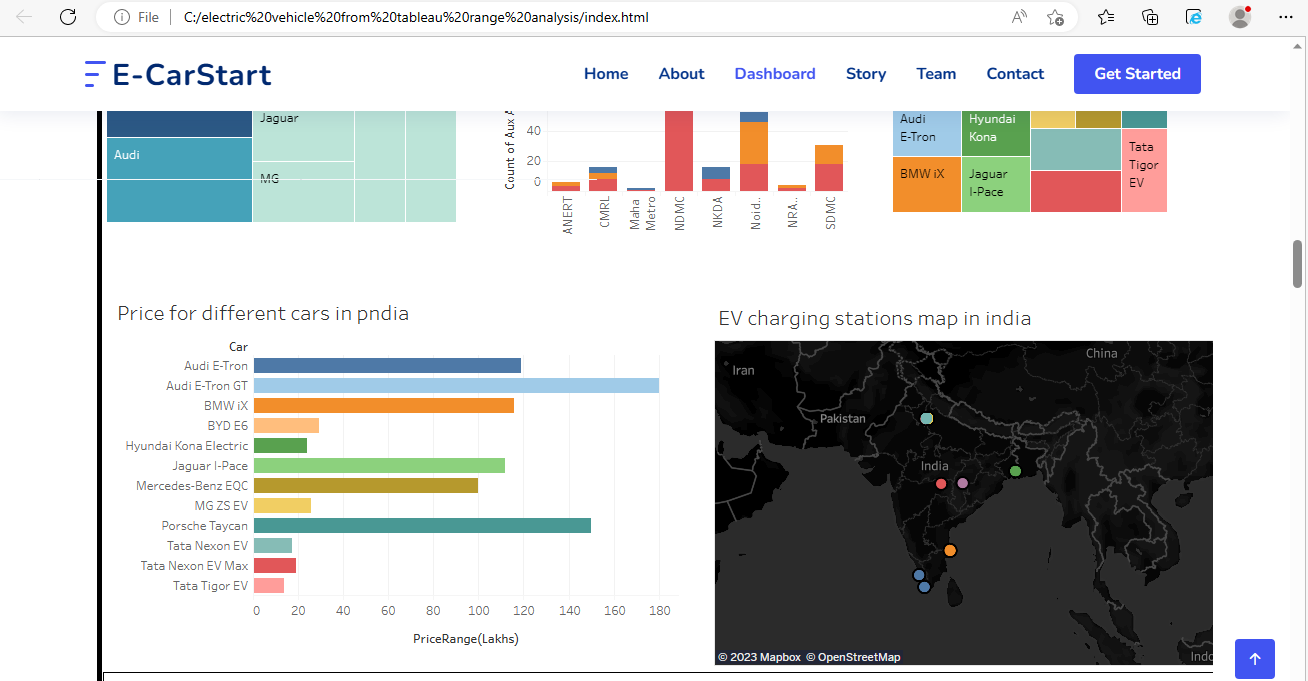 File C:/electric%20vehicle%20from%20tableau%20range%20analysis/index.html
E-CarStart
Home About Dashboard Story Team Contact Get Started
Jaguar
Audi
MG
Count of Aux
40
20
0
ANERT
CMRL
Maha
Metro
NDMC
NKDA
Noid..
NRA..
SDMC
Audi
E-Tron
Hyundai
Kona
BMW iX
Jaguar
I-Pace
Tata
Tigor
EV
Price for different cars in pndia
Car
Audi E-Tron
Audi E-Tron GT
BMW iX
BYD E6
Hyundai Kona Electric
Jaguar I-Pace
Mercedes-Benz EQC
MG ZS EV
Porsche Taycan
Tata Nexon EV
Tata Nexon EV Max
Tata Tigor EV
0 20 40 60 80 100 120 140 160 180
PriceRange(Lakhs)
EV charging stations map in india
China
Iran
Pakistan
India
Indo
© 2023 Mapbox © OpenStreetMap